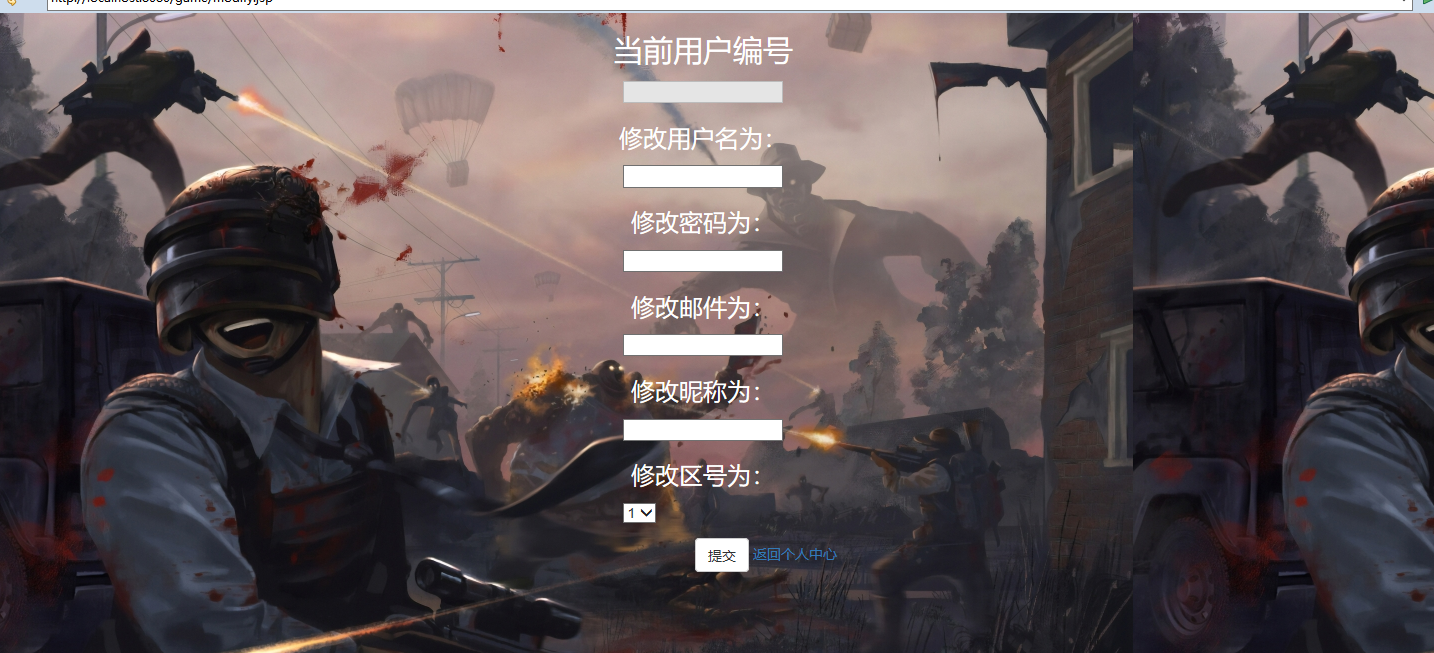 当前用户编号
修改用户名为：
修改密码为：
修改邮件为：
修改昵称为：
修改区号为：
1
提交 返回个人中心